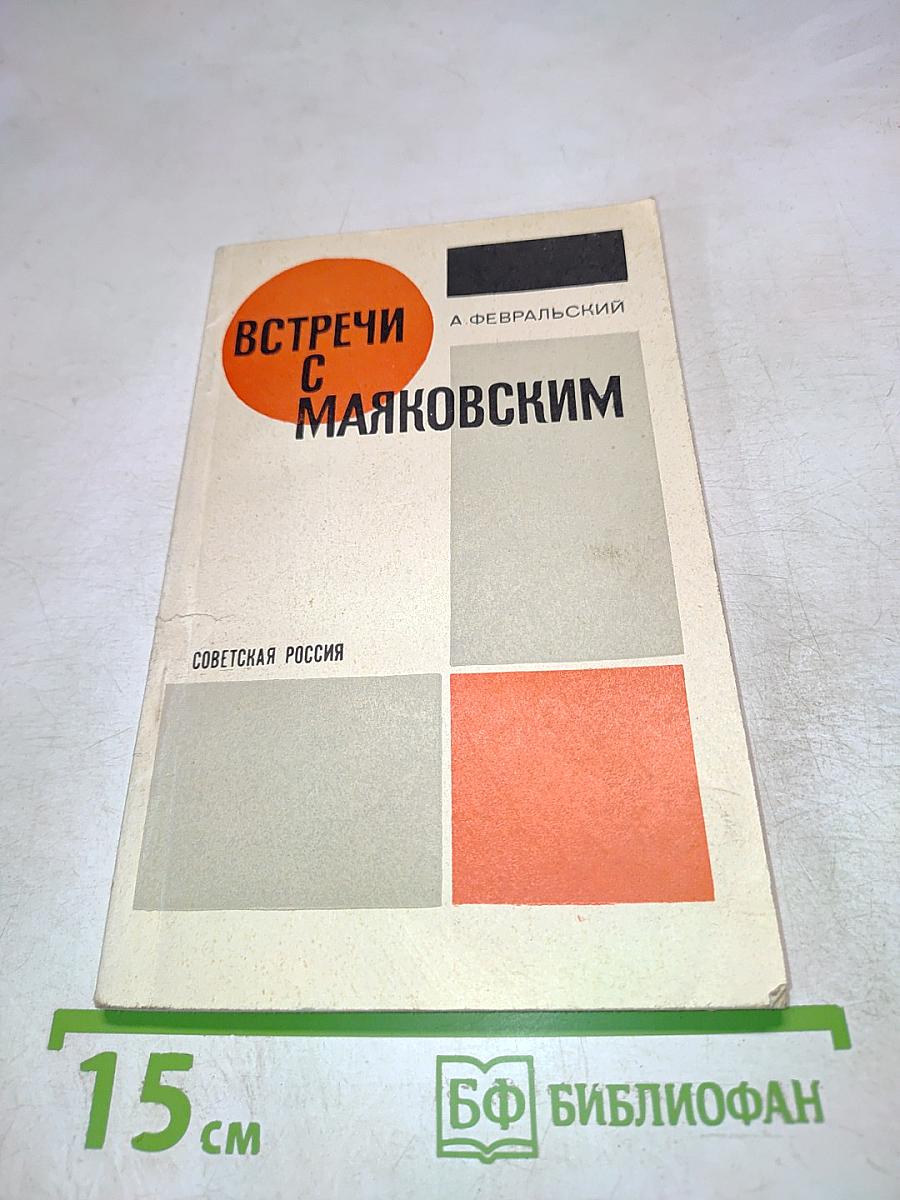 А. ФЕВРАЛЬСКИЙ
ВСТРЕЧИ
С
МАЯКОВСКИМ
СОВЕТСКАЯ РОССИЯ
15 СМ
БФ БИБЛИОФАН